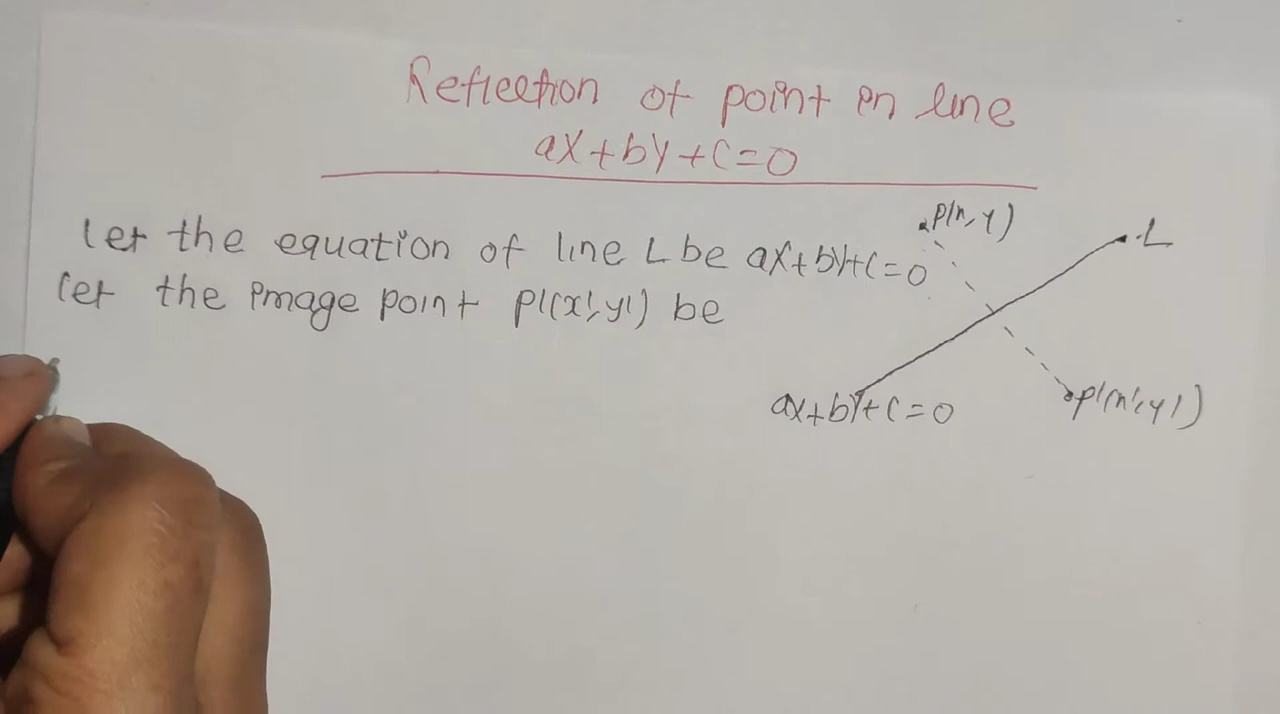 Reflection of point in line
ax+by+c=0
let the equation of line L be ax+by+c=0
let the image point p'(x',y') be
P(x,y)
L
ax+by+c=0
p'(x',y')